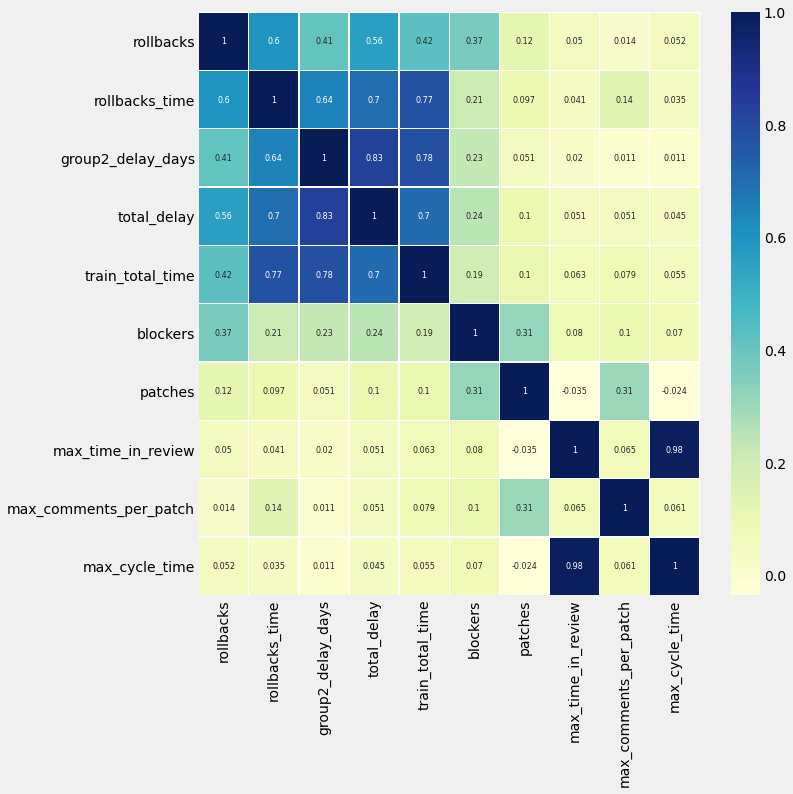 rollbacks 1 0.6 0.41 0.56 0.42 0.37 0.12 0.05 0.014 0.052
rollbacks_time 0.6 1 0.64 0.7 0.77 0.21 0.097 0.041 0.14 0.035
group2_delay_days 0.41 0.64 1 0.83 0.78 0.23 0.051 0.02 0.011 0.011
total_delay 0.56 0.7 0.83 1 0.7 0.24 0.1 0.051 0.051 0.045
train_total_time 0.42 0.77 0.78 0.7 1 0.19 0.1 0.063 0.079 0.055
blockers 0.37 0.21 0.23 0.24 0.19 1 0.31 0.08 0.1 0.07
patches 0.12 0.097 0.051 0.1 0.1 0.31 1 -0.035 0.31 -0.024
max_time_in_review 0.05 0.041 0.02 0.051 0.063 0.08 -0.035 1 0.065 0.98
max_comments_per_patch 0.014 0.14 0.011 0.051 0.079 0.1 0.31 0.065 1 0.061
max_cycle_time 0.052 0.035 0.011 0.045 0.055 0.07 -0.024 0.98 0.061 1
rollbacks
rollbacks_time
group2_delay_days
total_delay
train_total_time
blockers
patches
max_time_in_review
max_comments_per_patch
max_cycle_time
1.0
0.8
0.6
0.4
0.2
0.0